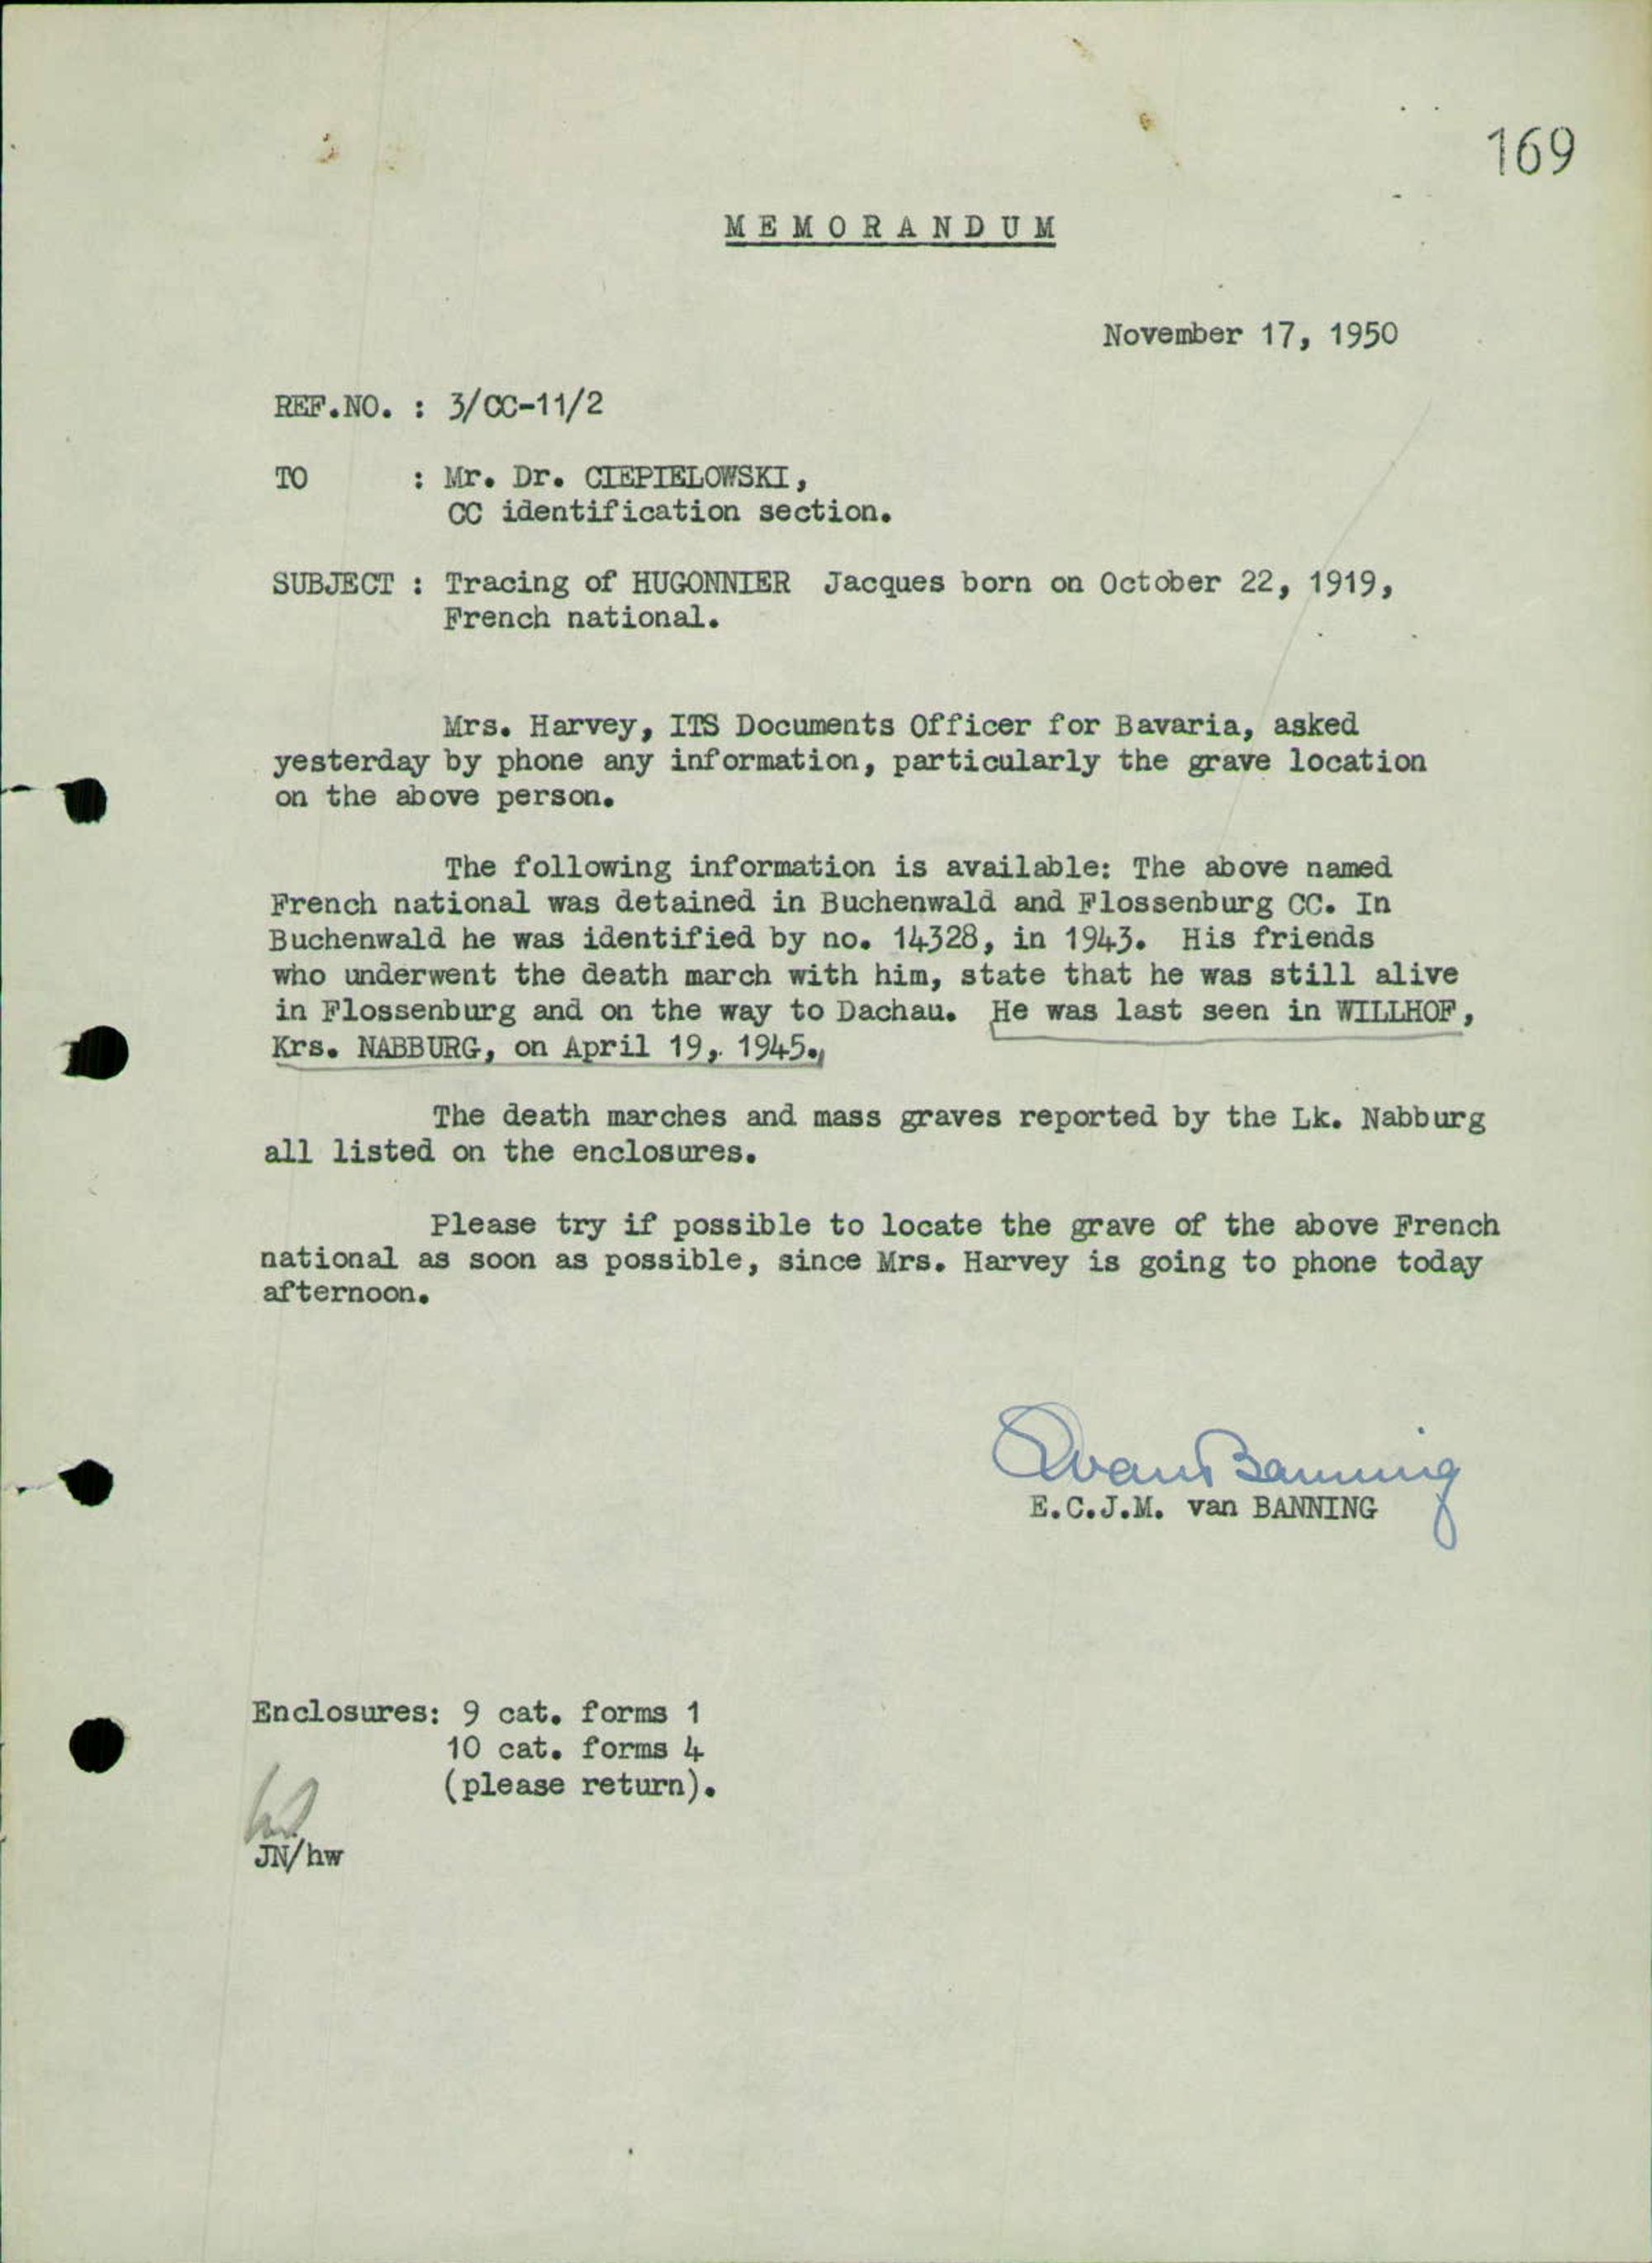 169
MEMORANDUM
November 17, 1950
REF.NO. : 3/CC-11/2
TO : Mr. Dr. CIEPIELOWSKI,
CC identification section.
SUBJECT : Tracing of HUGONNIER Jacques born on October 22, 1919,
French national.
Mrs. Harvey, ITS Documents Officer for Bavaria, asked
yesterday by phone any information, particularly the grave location
on the above person.
The following information is available: The above named
French national was detained in Buchenwald and Flossenburg CC. In
Buchenwald he was identified by no. 14328, in 1943. His friends
who underwent the death march with him, state that he was still alive
in Flossenburg and on the way to Dachau. He was last seen in WILLHOF,
Krs. NABBURG, on April 19, 1945.
The death marches and mass graves reported by the Lk. Nabburg
all listed on the enclosures.
Please try if possible to locate the grave of the above French
national as soon as possible, since Mrs. Harvey is going to phone today
afternoon.
van Banning
E.C.J.M. van BANNING
Enclosures: 9 cat. forms 1
10 cat. forms 4
(please return).
JN/hw